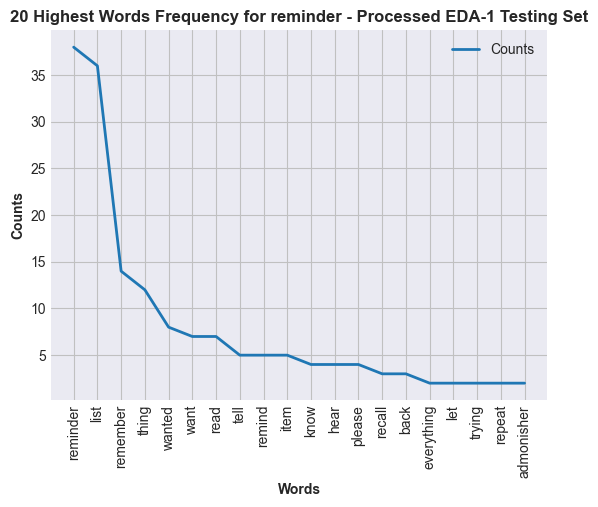 20 Highest Words Frequency for reminder - Processed EDA-1 Testing Set
Counts
35
30
25
20
15
10
5
Counts
reminder
list
remember
thing
wanted
want
read
tell
remind
item
know
hear
please
recall
back
everything
let
trying
repeat
admonisher
Words